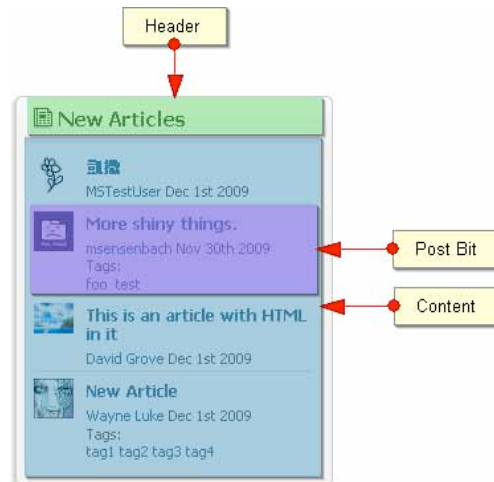 Header
New Articles
凱撒
MSTestUser Dec 1st 2009
More shiny things.
msensenbach Nov 30th 2009
Tags:
foo test
Post Bit
Content
This is an article with HTML
in it
David Grove Dec 1st 2009
New Article
Wayne Luke Dec 1st 2009
Tags:
tag1 tag2 tag3 tag4